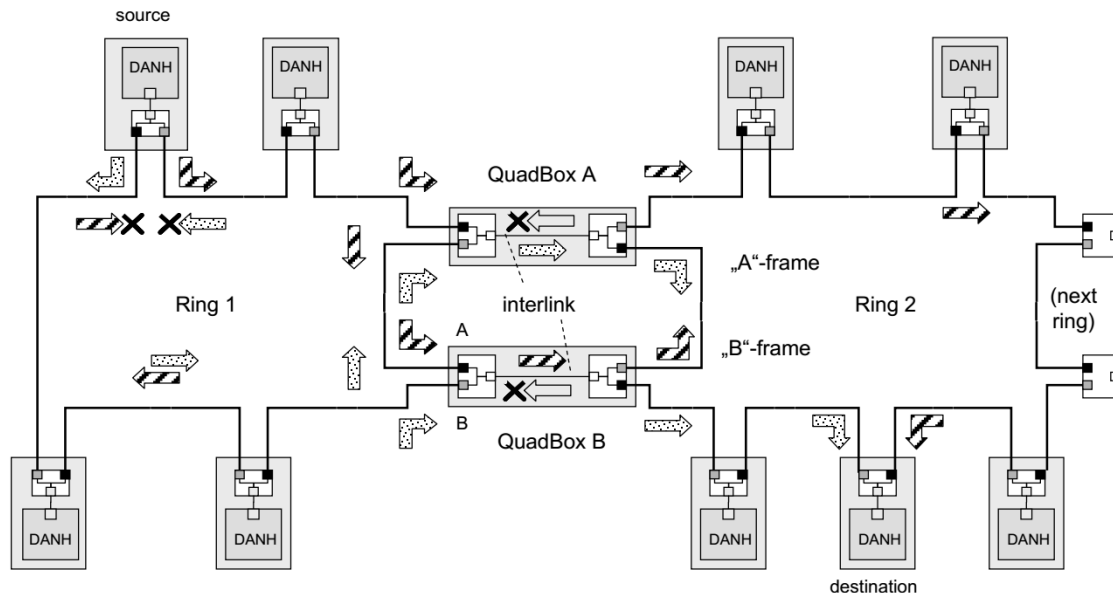 source
DANH
DANH
DANH
DANH
QuadBox A
„A“-frame
Ring 1
interlink
Ring 2
(next
ring)
A
„B“-frame
B
QuadBox B
DANH
DANH
DANH
DANH
DANH
destination